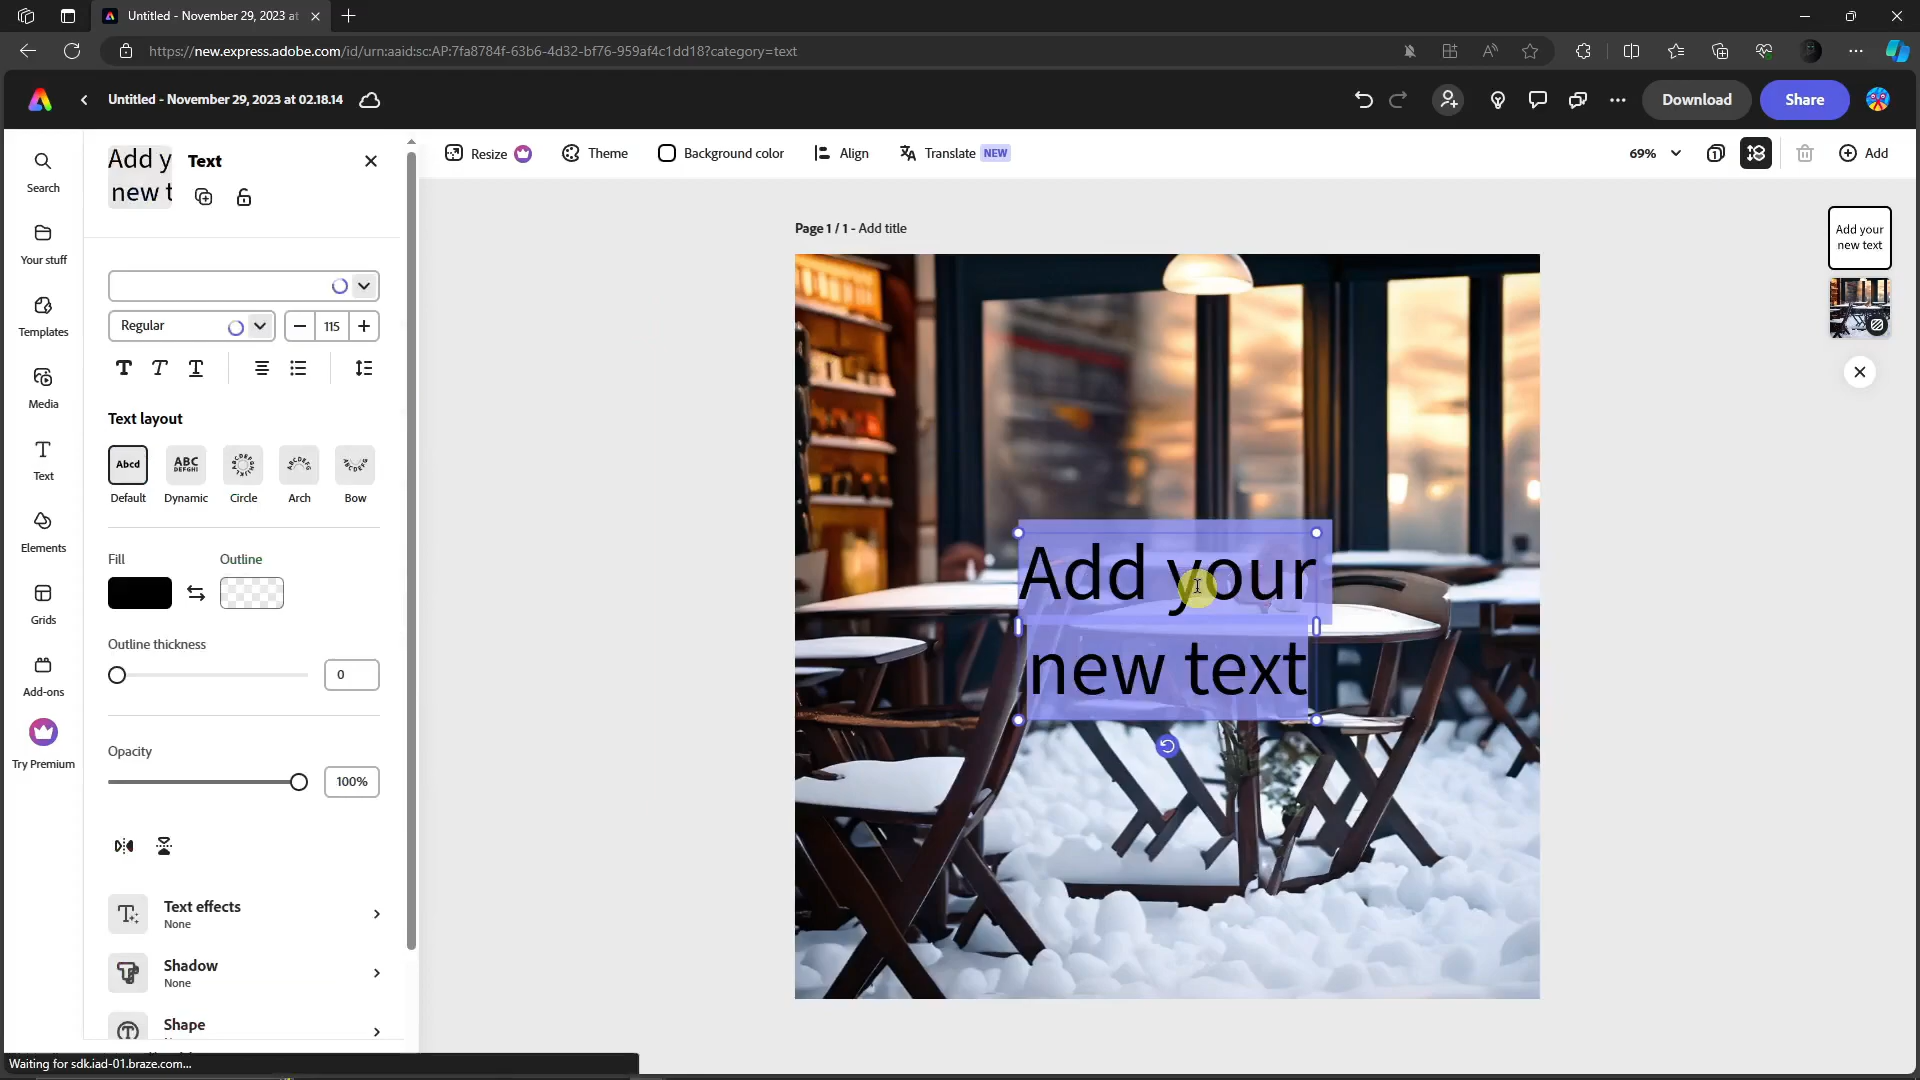 Untitled - November 29, 2023 at
https://new.express.adobe.com/id/urn:aaid:sc:AP:7fa8784f-63b6-4d32-bf76-959af4c1dd18?category=text
Untitled - November 29, 2023 at 02.18.14
Download
Share
Search
Your stuff
Templates
Media
Text
Elements
Grids
Add-ons
Try Premium
Add y
new t
Text
Regular
115
Text layout
Abcd
ABC
DEFGHI
Default
Dynamic
Circle
Arch
Bow
Fill
Outline
Outline thickness
0
Opacity
100%
Text effects
None
Shadow
None
Shape
Resize
Theme
Background color
Align
Translate NEW
69%
Add
Page 1 / 1 - Add title
Add your
new text
Add your
new text
Waiting for sdk.iad-01.braze.com...